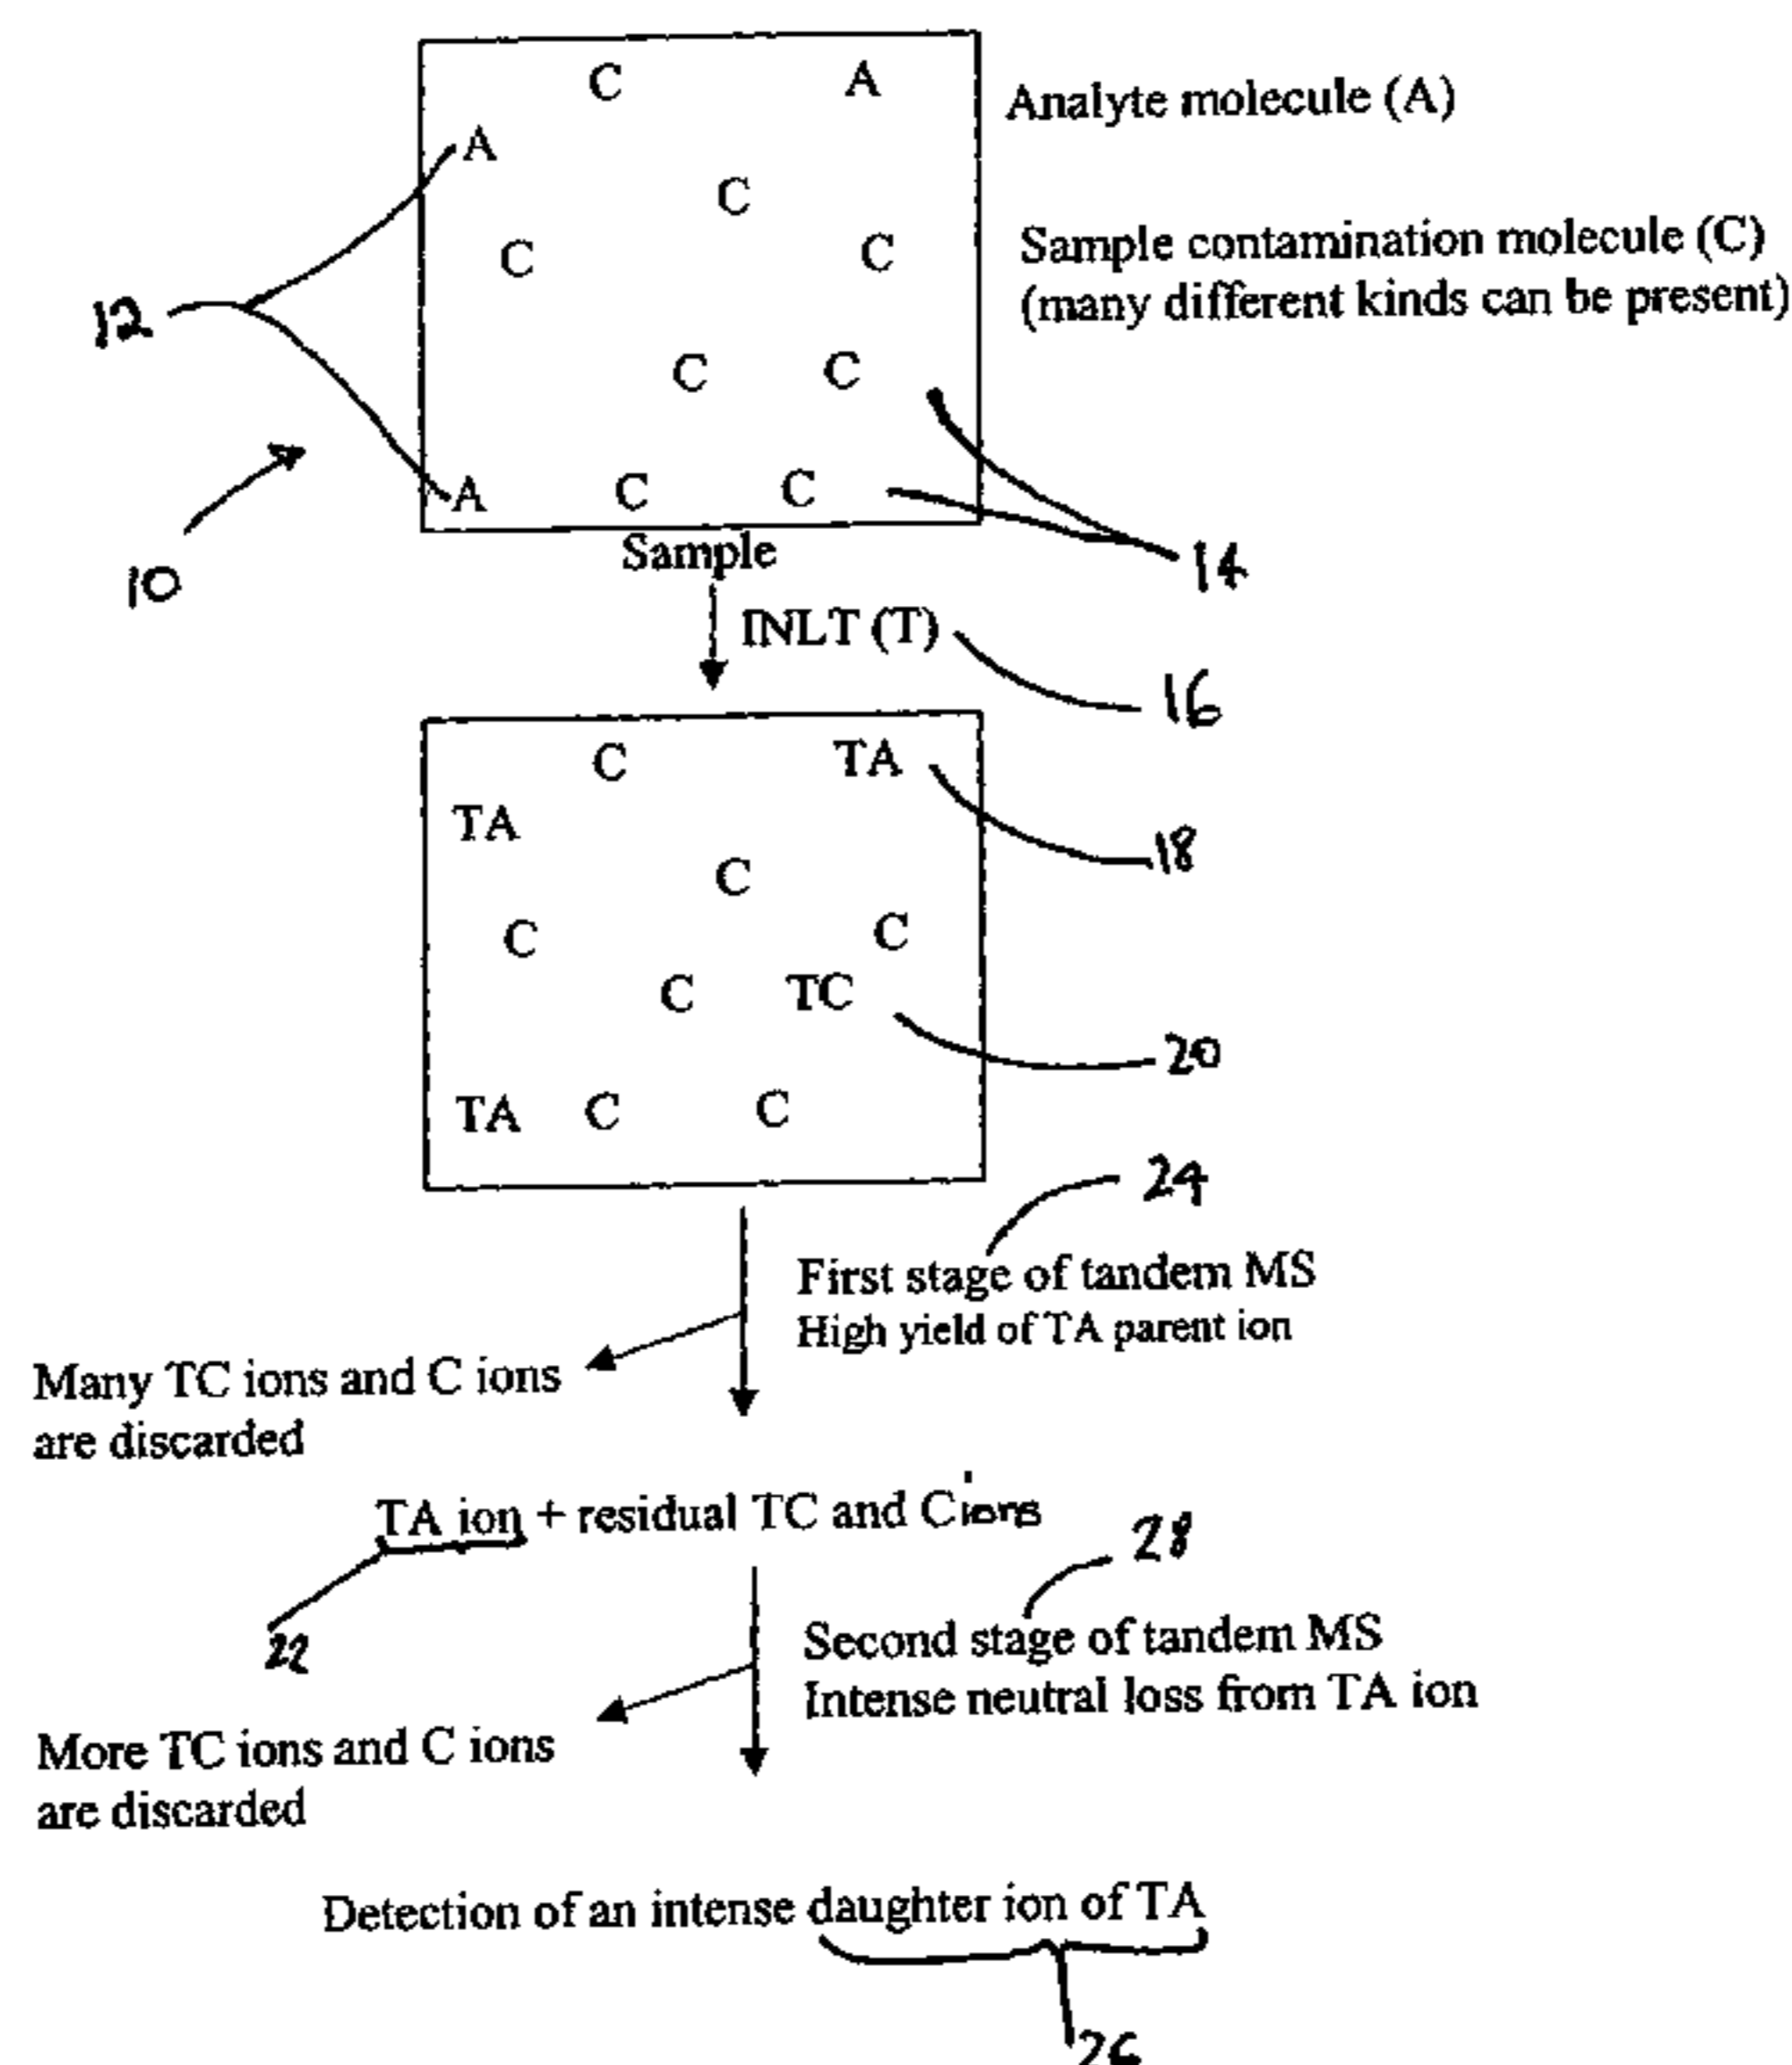 C A
Analyte molecule (A)
A
C
Sample contamination molecule (C)
C C
(many different kinds can be present)
12
C C
A C C
14
Sample
10
INLT (T)
16
C TA
TA
18
C
C C
C TC
20
TA C C
24
First stage of tandem MS
High yield of TA parent ion
Many TC ions and C ions
are discarded
TA ion + residual TC and C ions
28
22
Second stage of tandem MS
Intense neutral loss from TA ion
More TC ions and C ions
are discarded
Detection of an intense daughter ion of TA
26